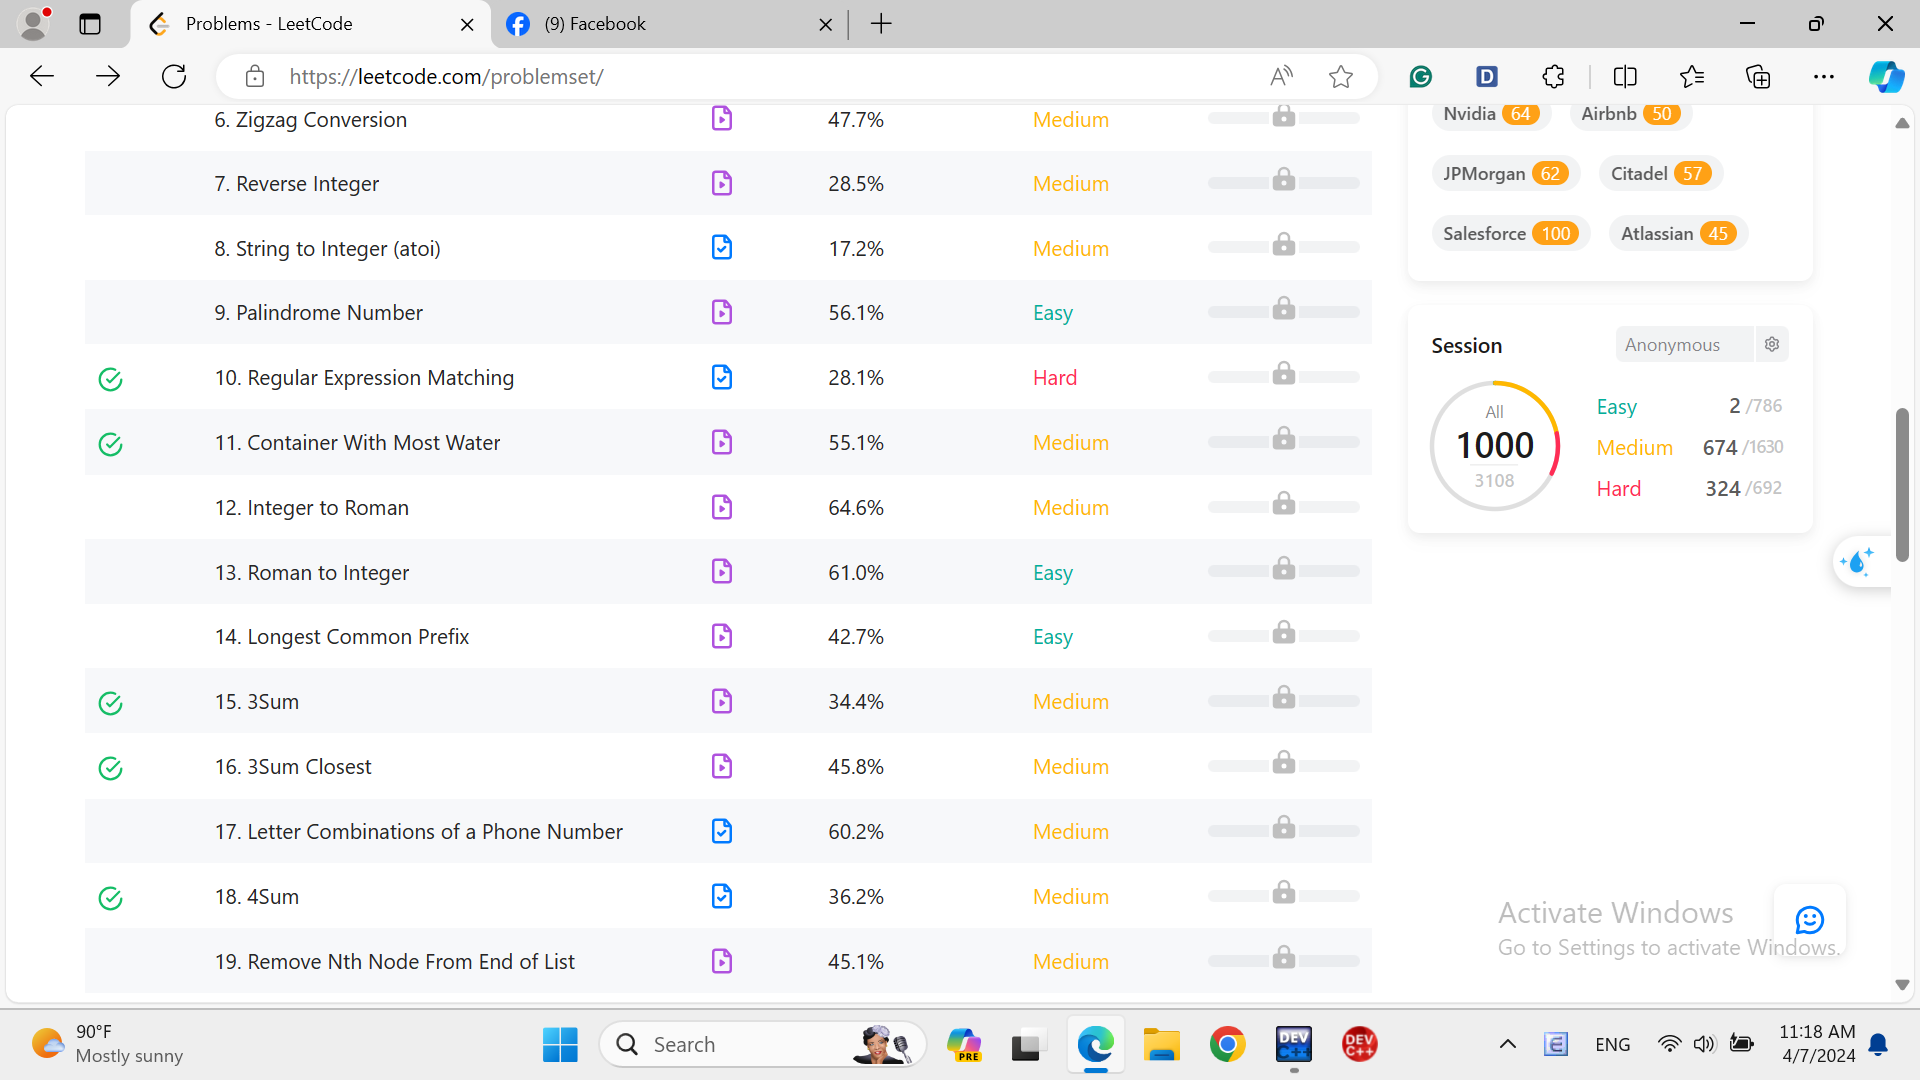 Problems - LeetCode
(9) Facebook
https://leetcode.com/problemset/
6. Zigzag Conversion 47.7% Medium
7. Reverse Integer 28.5% Medium
8. String to Integer (atoi) 17.2% Medium
9. Palindrome Number 56.1% Easy
10. Regular Expression Matching 28.1% Hard
11. Container With Most Water 55.1% Medium
12. Integer to Roman 64.6% Medium
13. Roman to Integer 61.0% Easy
14. Longest Common Prefix 42.7% Easy
15. 3Sum 34.4% Medium
16. 3Sum Closest 45.8% Medium
17. Letter Combinations of a Phone Number 60.2% Medium
18. 4Sum 36.2% Medium
19. Remove Nth Node From End of List 45.1% Medium
Nvidia 64 Airbnb 50
JPMorgan 62 Citadel 57
Salesforce 100 Atlassian 45
Session Anonymous
All
1000
3108
Easy 2 /786
Medium 674 /1630
Hard 324 /692
Activate Windows
Go to Settings to activate Windows.
90°F
Mostly sunny
Search
PRE
DEV
C++
DEV
C++
E
ENG
11:18 AM
4/7/2024